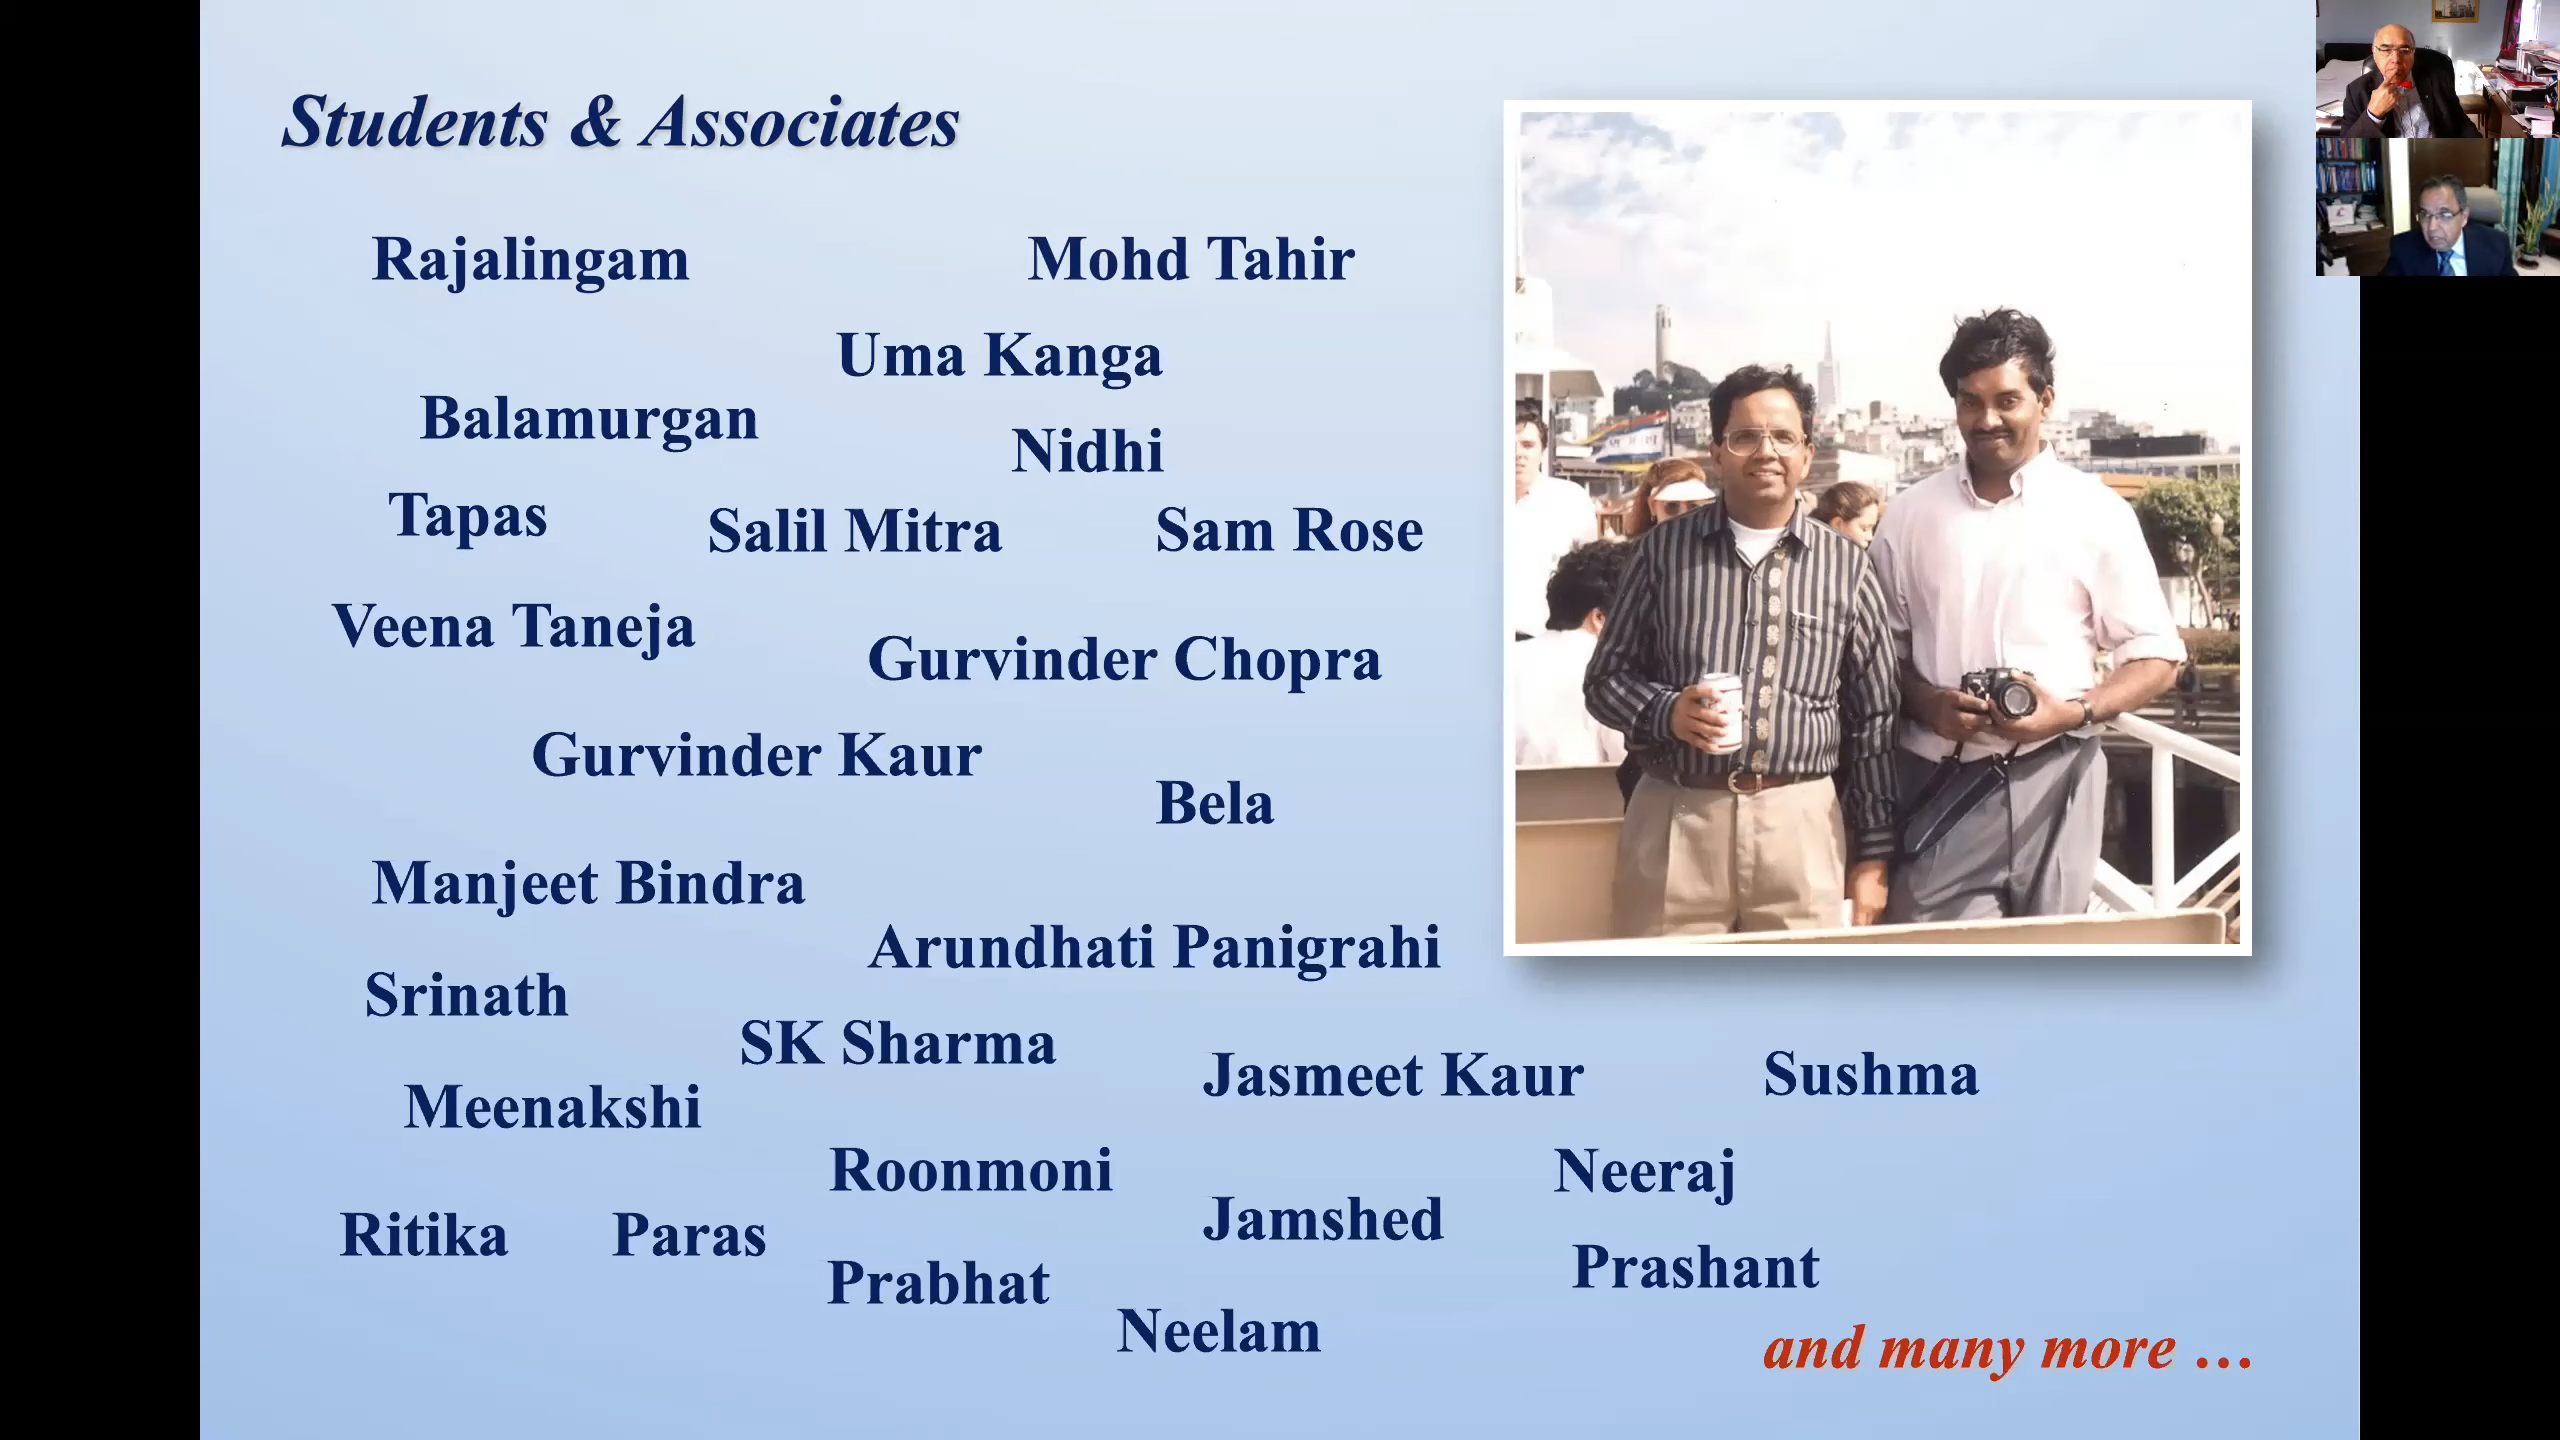 Students & Associates
Rajalingam
Mohd Tahir
Uma Kanga
Balamurgan
Nidhi
Tapas
Salil Mitra
Sam Rose
Veena Taneja
Gurvinder Chopra
Gurvinder Kaur
Bela
Manjeet Bindra
Arundhati Panigrahi
Srinath
SK Sharma
Jasmeet Kaur
Sushma
Meenakshi
Roonmoni
Neeraj
Ritika
Paras
Jamshed
Prabhat
Prashant
Neelam
and many more …